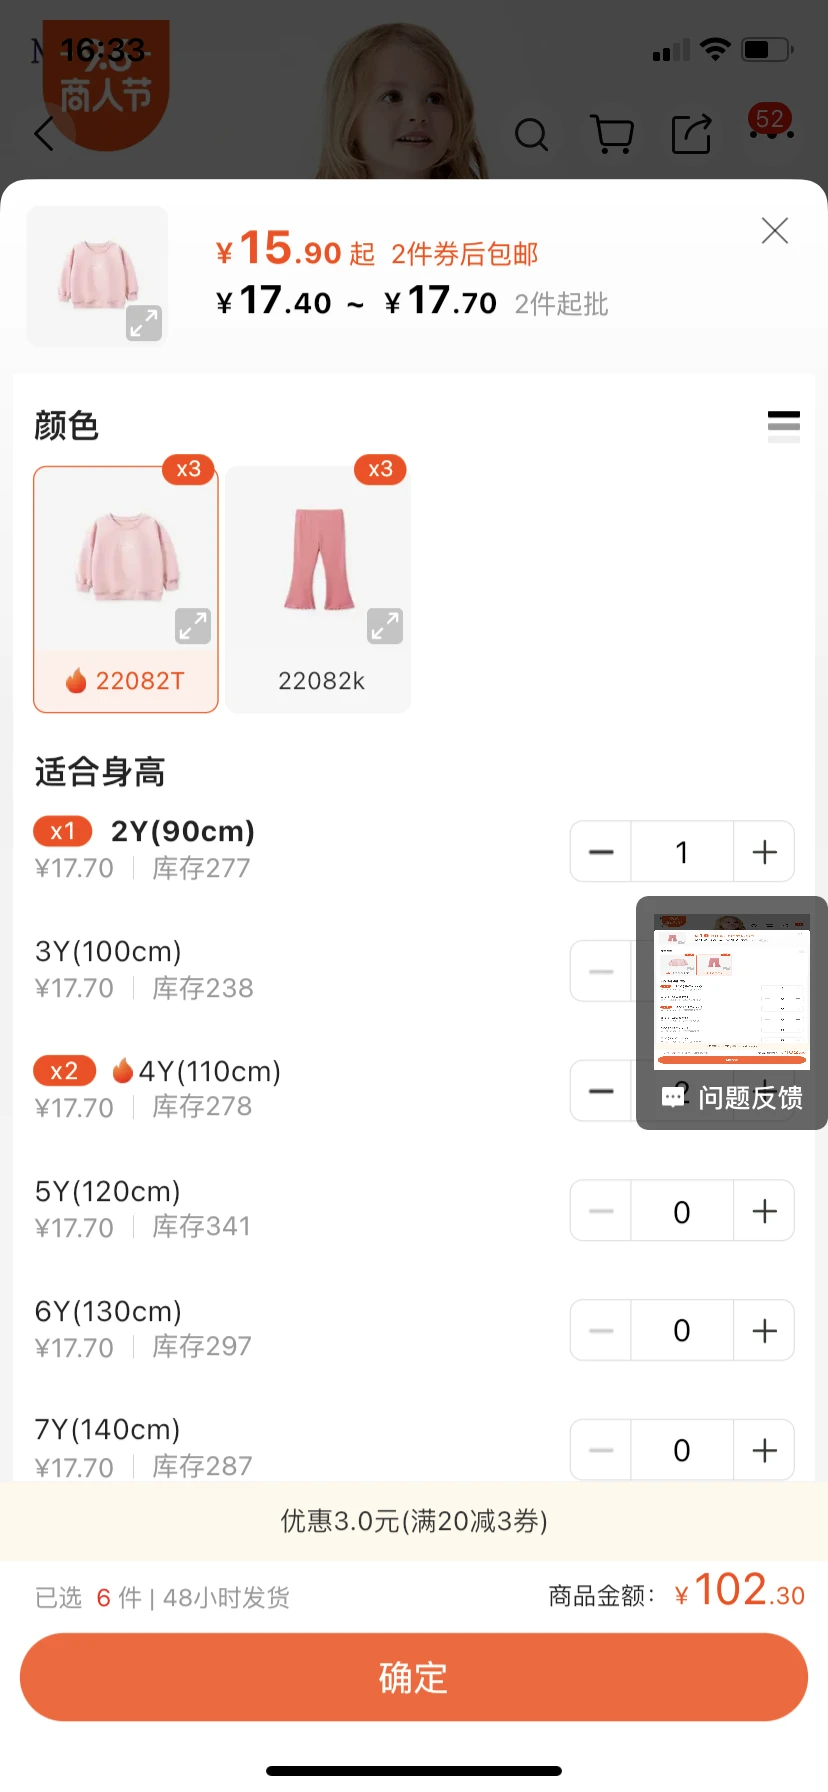 16:33
9.8
商人节
52
¥15.90起 2件券后包邮
¥17.40 ~ ¥17.70 2件起批
颜色
x3 x3
22082T 22082k
适合身高
x1 2Y(90cm)
¥17.70 库存277
1
3Y(100cm)
¥17.70 库存238
x2 4Y(110cm)
¥17.70 库存278
2
问题反馈
5Y(120cm)
¥17.70 库存341
0
6Y(130cm)
¥17.70 库存297
0
7Y(140cm)
¥17.70 库存287
0
优惠3.0元(满20减3券)
已选 6 件 | 48小时发货 商品金额: ¥102.30
确定